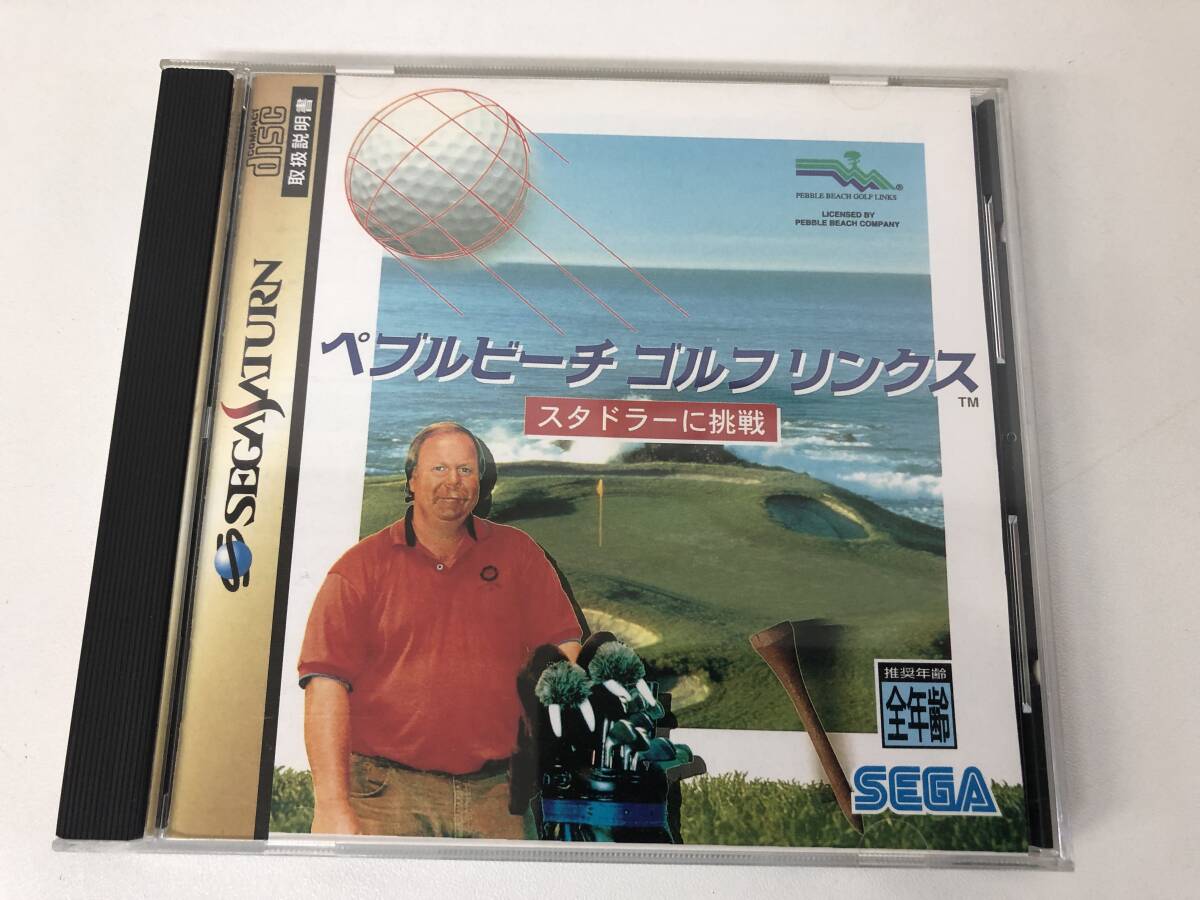 COMPACT
disc
取扱説明書
SEGA SATURN
PEBBLE BEACH GOLF LINKS
®
LICENSED BY
PEBBLE BEACH COMPANY
ペブルビーチ ゴルフ リンクス
TM
スタドラーに挑戦
推奨年齢
全年齢
SEGA